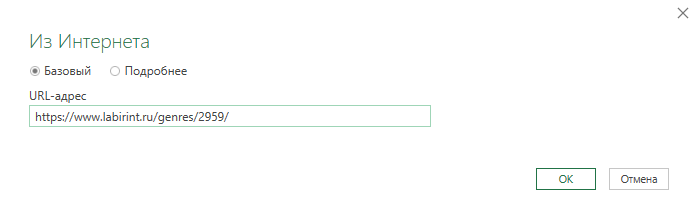 Из Интернета
Базовый Подробнее
URL-адрес
https://www.labirint.ru/genres/2959/
ОК Отмена